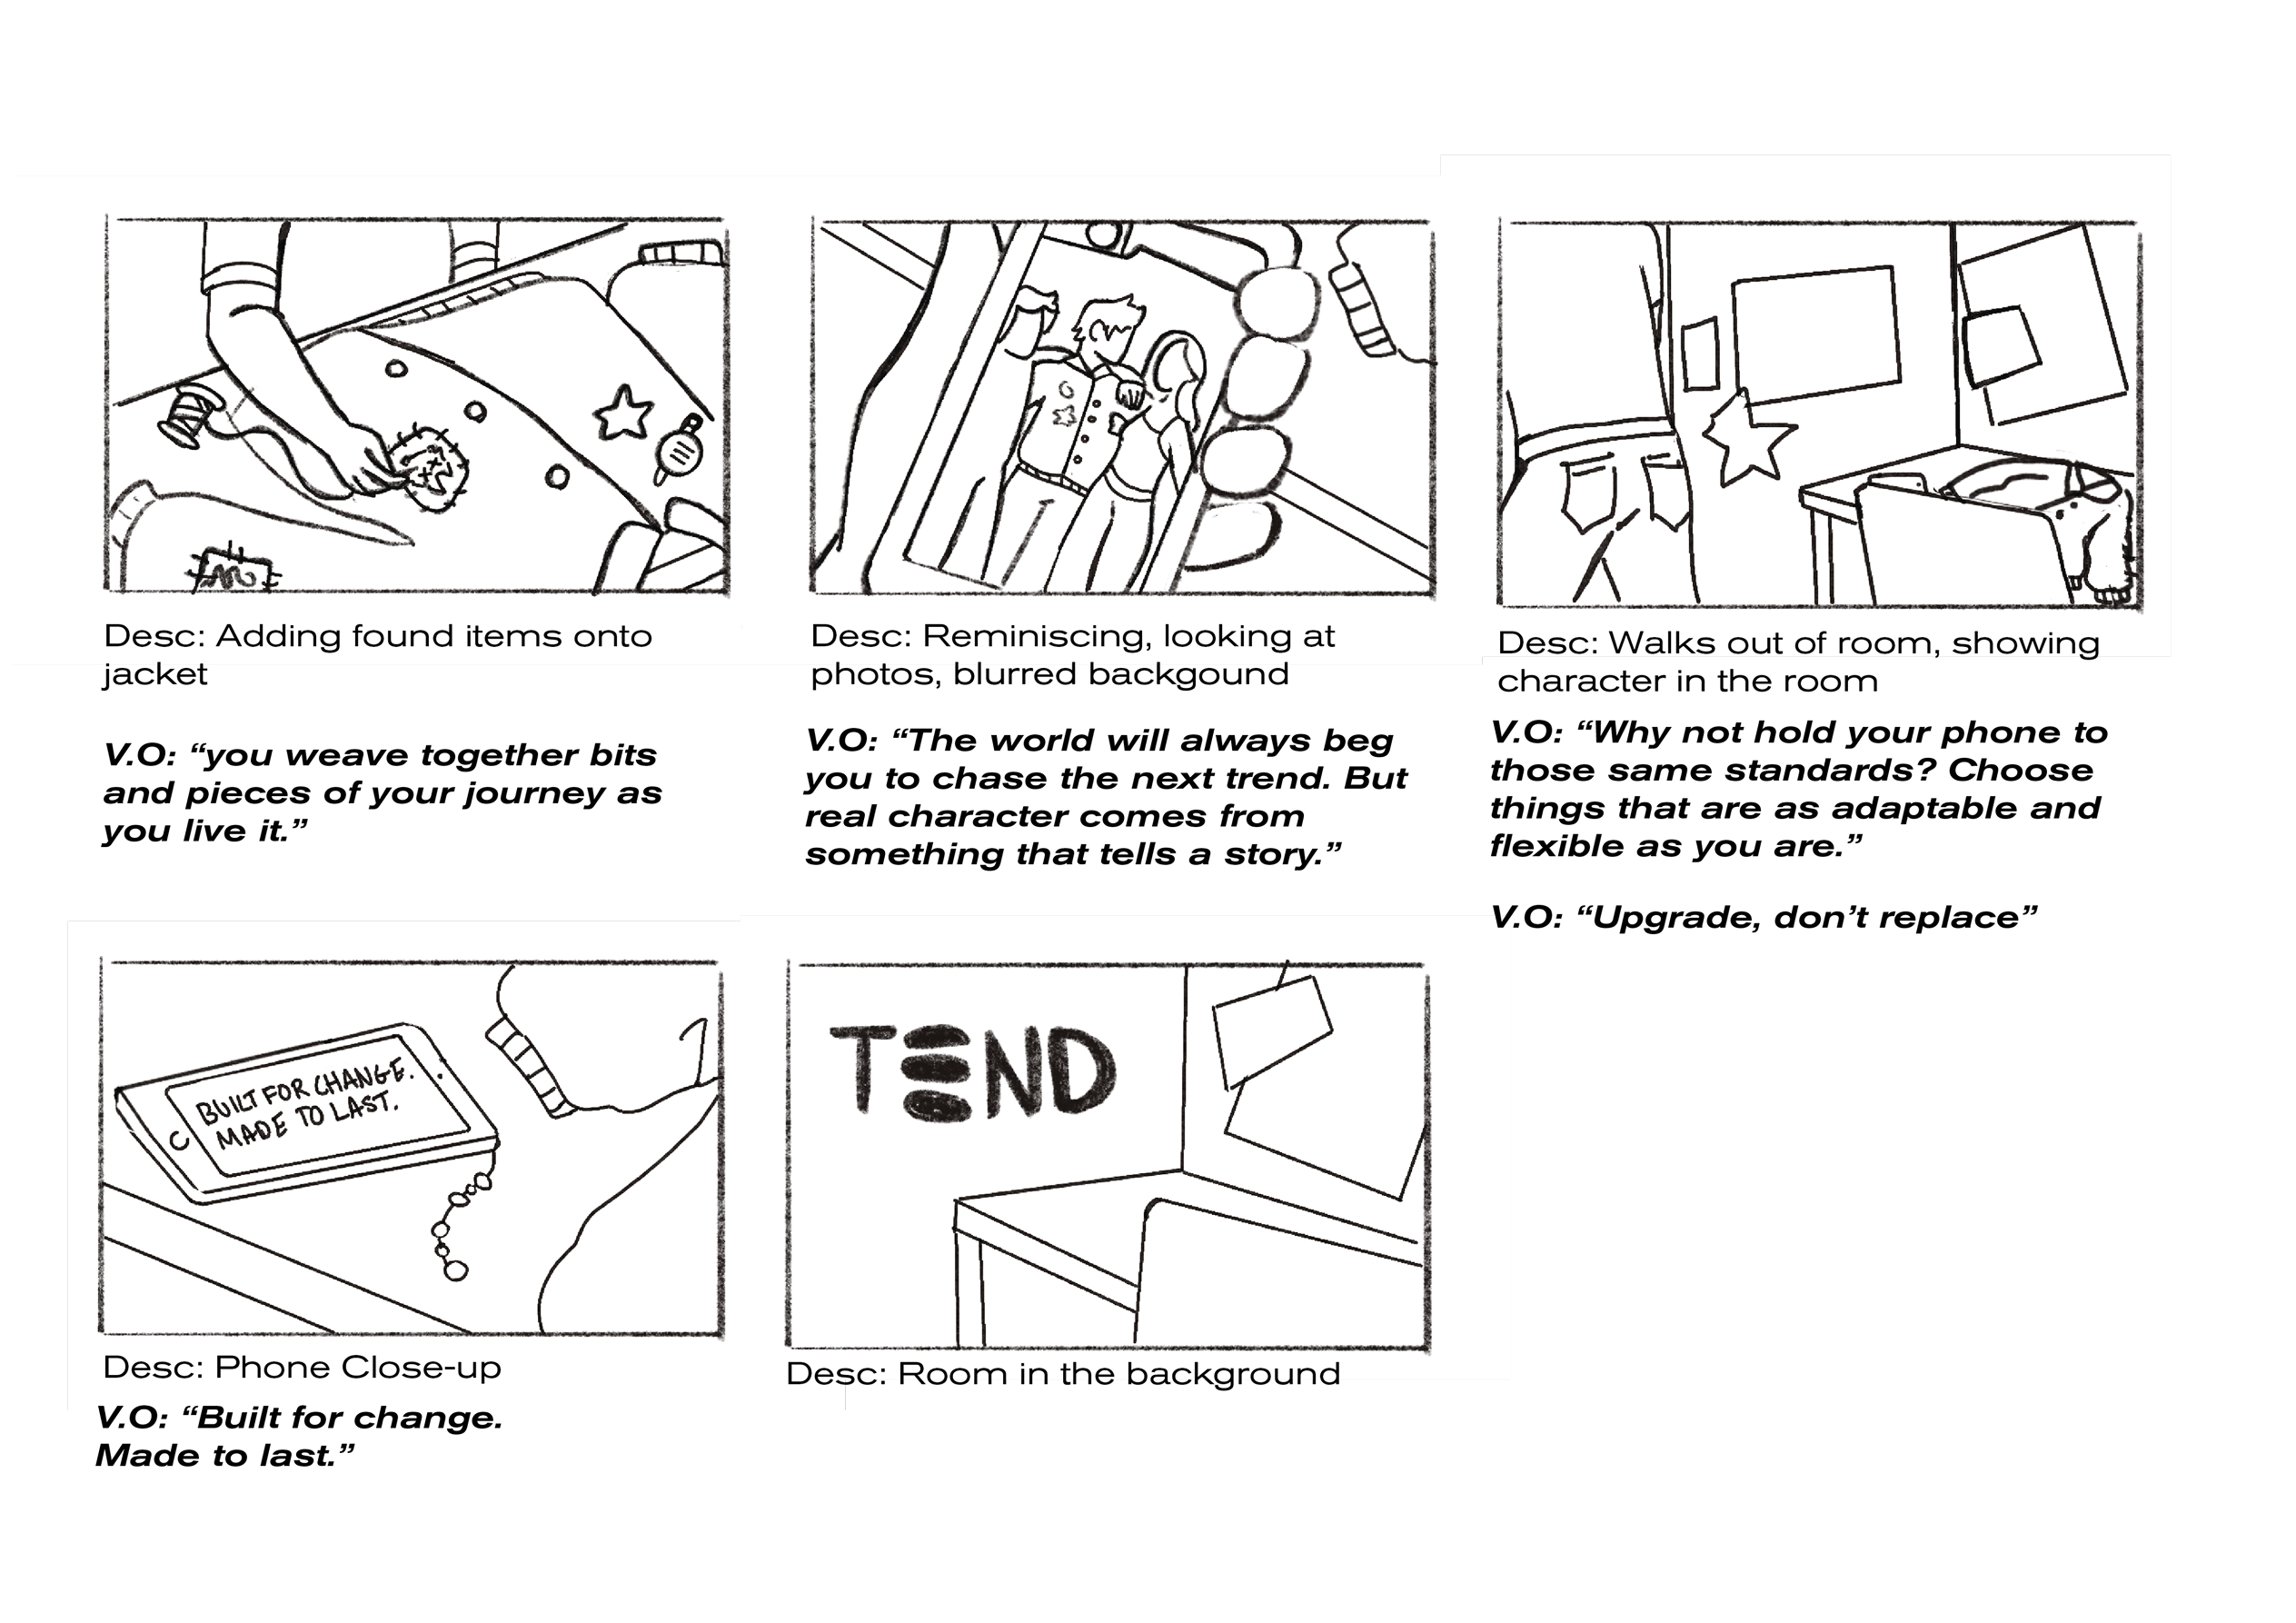 Desc: Adding found items onto
jacket
V.O: “you weave together bits
and pieces of your journey as
you live it.”
Desc: Reminiscing, looking at
photos, blurred backgound
V.O: “The world will always beg
you to chase the next trend. But
real character comes from
something that tells a story.”
Desc: Walks out of room, showing
character in the room
V.O: “Why not hold your phone to
those same standards? Choose
things that are as adaptable and
flexible as you are.”
V.O: “Upgrade, don’t replace”
BUILT FOR CHANGE.
MADE TO LAST.
Desc: Phone Close-up
V.O: “Built for change.
Made to last.”
TEND
Desc: Room in the background